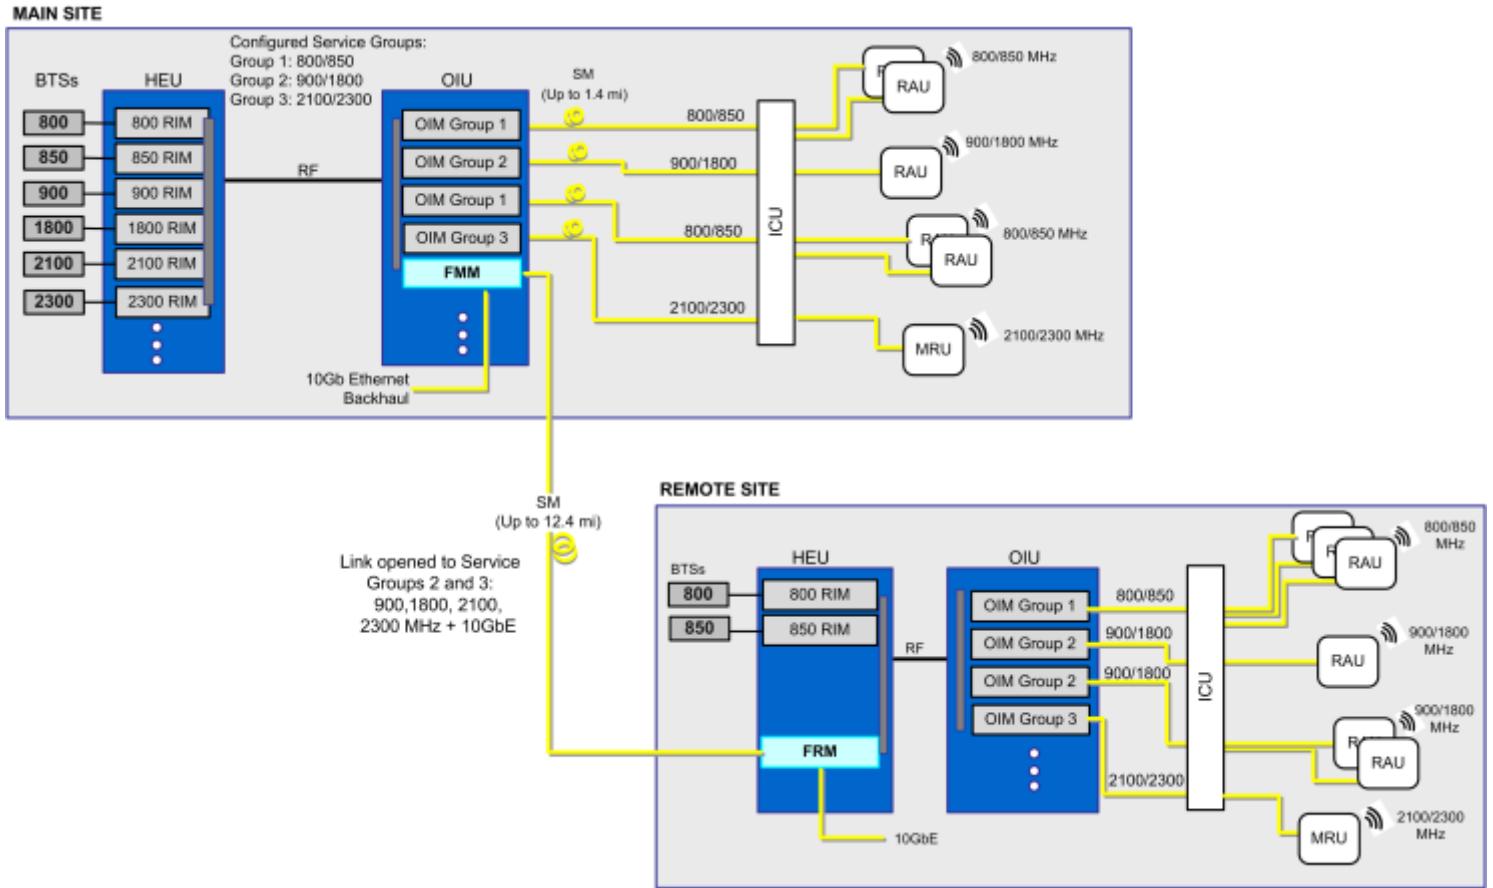 MAIN SITE
Configured Service Groups:
Group 1: 800/850
Group 2: 900/1800
Group 3: 2100/2300
BTSs
HEU
OIU
SM
(Up to 1.4 mi)
800
850
900
1800
2100
2300
800 RIM
850 RIM
900 RIM
1800 RIM
2100 RIM
2300 RIM
RF
OIM Group 1
OIM Group 2
OIM Group 1
OIM Group 3
FMM
10Gb Ethernet
Backhaul
800/850
900/1800
800/850
2100/2300
ICU
RAU
800/850 MHz
RAU
900/1800 MHz
RAU
800/850 MHz
MRU
2100/2300 MHz
SM
(Up to 12.4 mi)
Link opened to Service
Groups 2 and 3:
900,1800, 2100,
2300 MHz + 10GbE
REMOTE SITE
BTSs
HEU
OIU
800
850
800 RIM
850 RIM
FRM
10GbE
RF
OIM Group 1
OIM Group 2
OIM Group 2
OIM Group 3
800/850
900/1800
900/1800
2100/2300
ICU
RAU
800/850
MHz
RAU
900/1800
MHz
RAU
900/1800
MHz
MRU
2100/2300
MHz